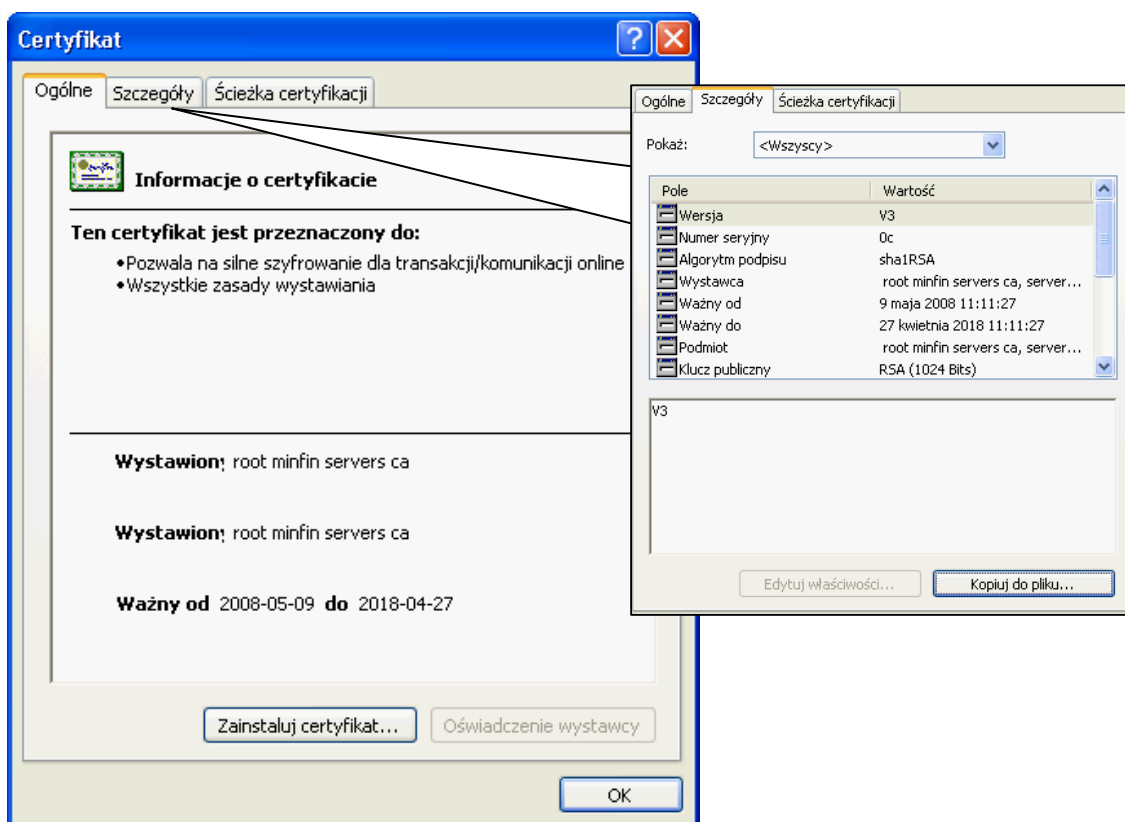 Certyfikat
Ogólne Szczegóły Ścieżka certyfikacji
Informacje o certyfikacie
Ten certyfikat jest przeznaczony do:
•Pozwala na silne szyfrowanie dla transakcji/komunikacji online
•Wszystkie zasady wystawiania
Wystawiony root minfin servers ca
Wystawiony root minfin servers ca
Ważny od 2008-05-09 do 2018-04-27
Zainstaluj certyfikat... Oświadczenie wystawcy
OK
Ogólne Szczegóły Ścieżka certyfikacji
Pokaż: <Wszyscy>
Pole Wartość
Wersja V3
Numer seryjny 0c
Algorytm podpisu sha1RSA
Wystawca root minfin servers ca, server...
Ważny od 9 maja 2008 11:11:27
Ważny do 27 kwietnia 2018 11:11:27
Podmiot root minfin servers ca, server...
Klucz publiczny RSA (1024 Bits)
V3
Edytuj właściwości... Kopiuj do pliku...